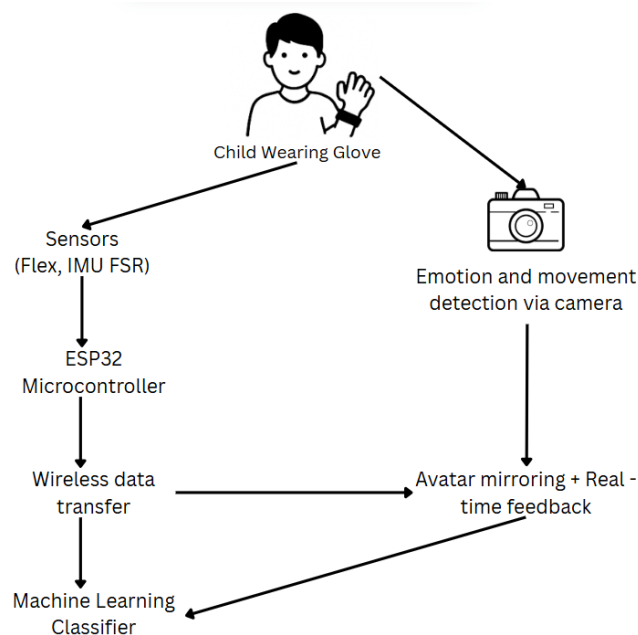 Child Wearing Glove
Sensors
(Flex, IMU FSR)
Emotion and movement
detection via camera
ESP32
Microcontroller
Wireless data
transfer
Avatar mirroring + Real -
time feedback
Machine Learning
Classifier